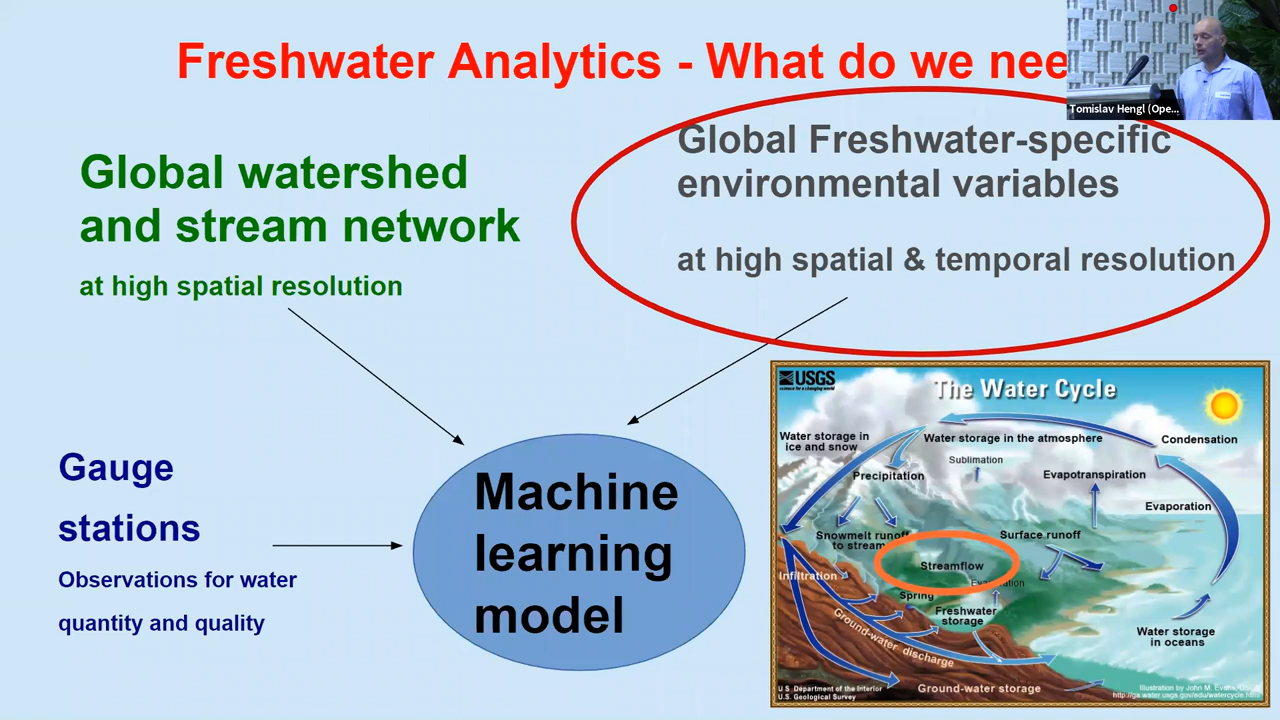 Freshwater Analytics - What do we nee
Tomislav Hengl (Ope...
Global watershed
and stream network
at high spatial resolution
Global Freshwater-specific
environmental variables
at high spatial & temporal resolution
Gauge
stations
Observations for water
quantity and quality
Machine
learning
model
USGS
science for a changing world
The Water Cycle
Water storage in
ice and snow
Water storage in the atmosphere
Condensation
Sublimation
Precipitation
Evapotranspiration
Evaporation
Snowmelt runoff
to stream
Surface runoff
Streamflow
Infiltration
Evaporation
Spring
Freshwater
storage
Ground-water discharge
Water storage
in oceans
Ground-water storage
U S Department of the Interior
U.S. Geological Survey
Illustration by John M. Evans
http://ga.water.usgs.gov/edu/watercycle.html